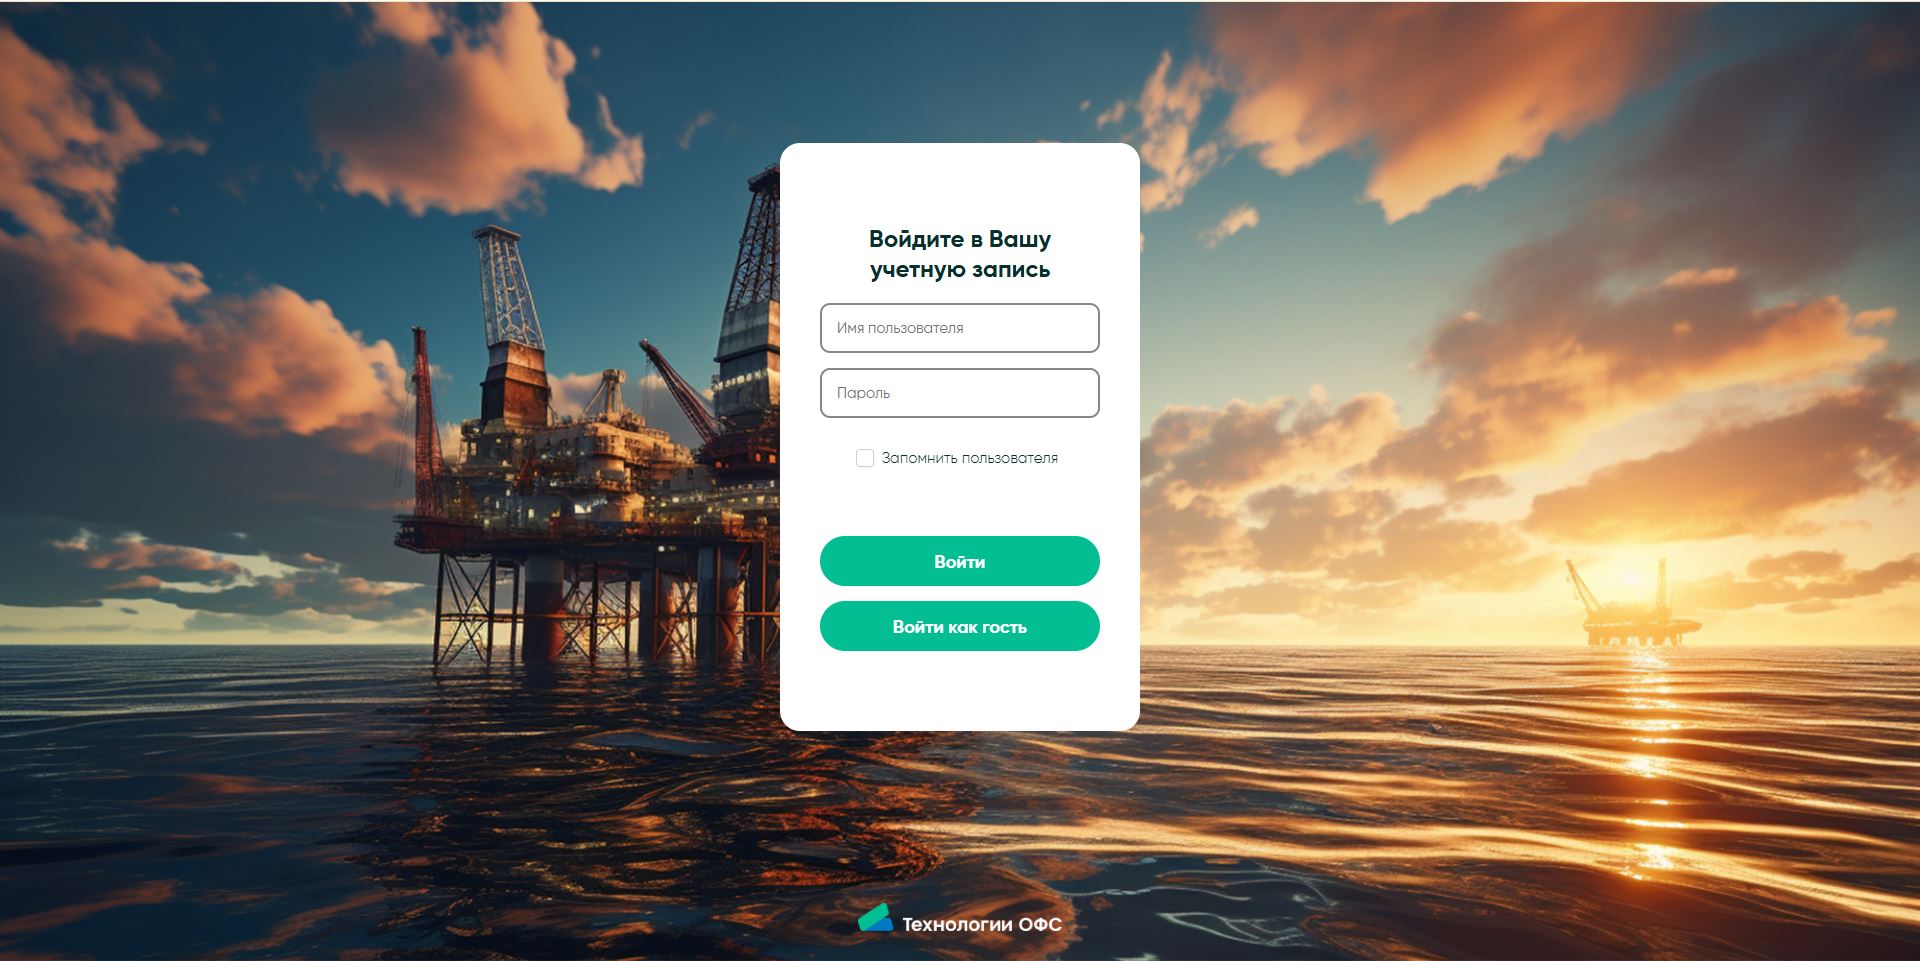 Войдите в Вашу
учетную запись
Имя пользователя
Пароль
Запомнить пользователя
Войти
Войти как гость
Технологии ОФС